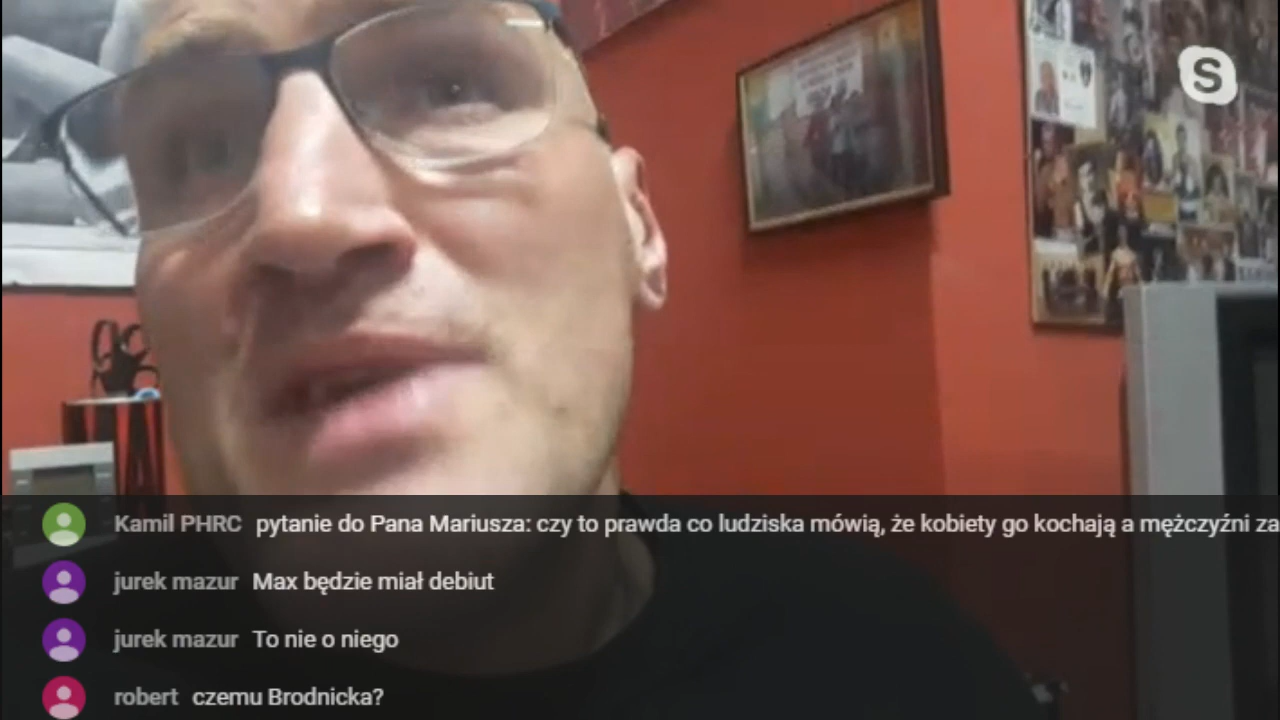 S
Kamil PHRC pytanie do Pana Mariusza: czy to prawda co ludziska mówią, że kobiety go kochają a mężczyźni za
jurek mazur Max będzie miał debiut
jurek mazur To nie o niego
robert czemu Brodnicka?